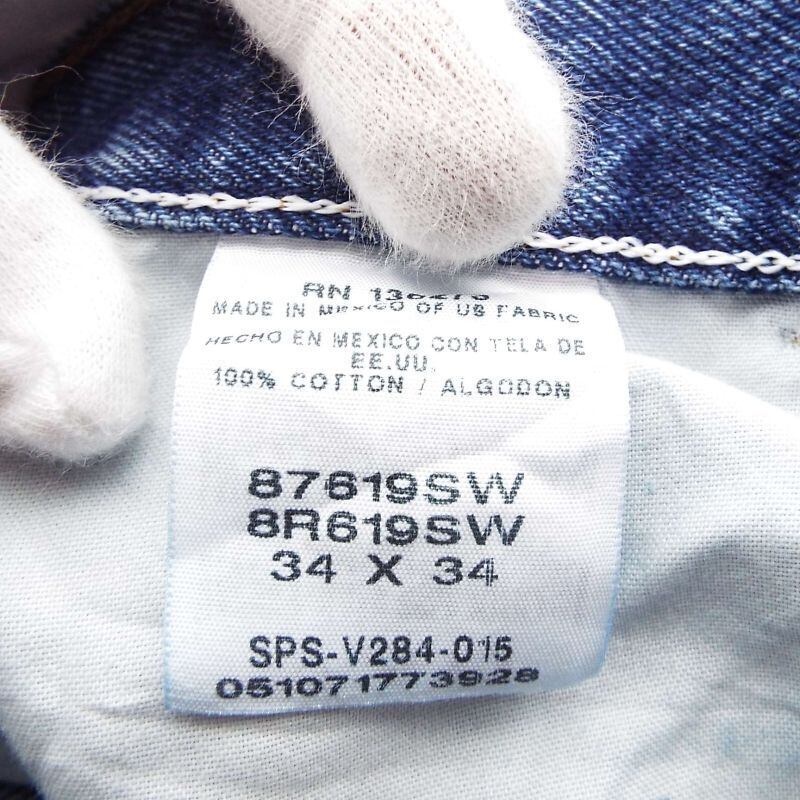 RN
MADE IN MEXICO OF US FABRIC
HECHO EN MEXICO CON TELA DE
EE.UU.
100% COTTON / ALGODON
87619SW
8R619SW
34 X 34
SPS-V284-015
051071773928